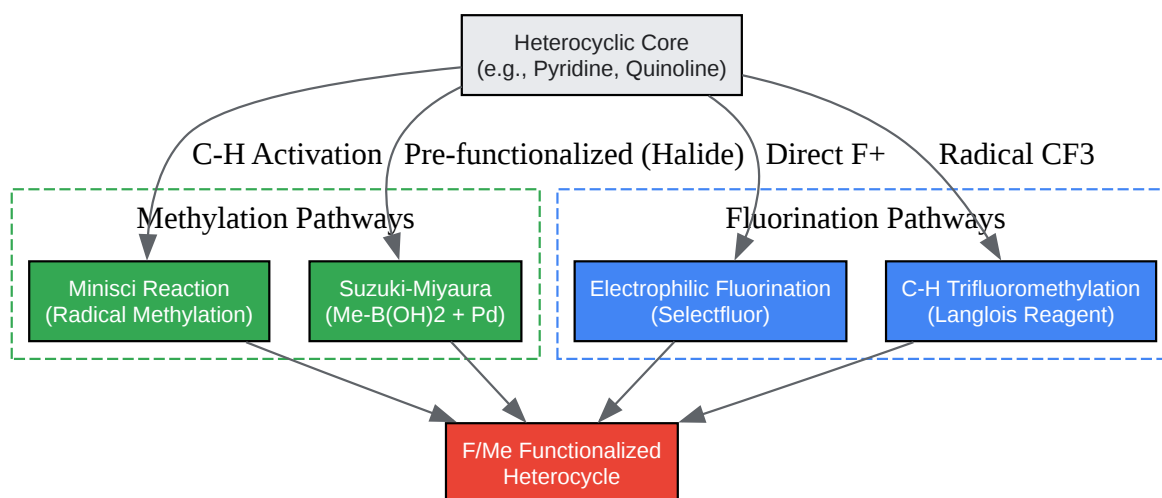 Heterocyclic Core
(e.g., Pyridine, Quinoline)
C-H Activation
Pre-functionalized (Halide)
Direct F+
Radical CF3
Methylation Pathways
Fluorination Pathways
Minisci Reaction
(Radical Methylation)
Suzuki-Miyaura
(Me-B(OH)2 + Pd)
Electrophilic Fluorination
(Selectfluor)
C-H Trifluoromethylation
(Langlois Reagent)
F/Me Functionalized
Heterocycle